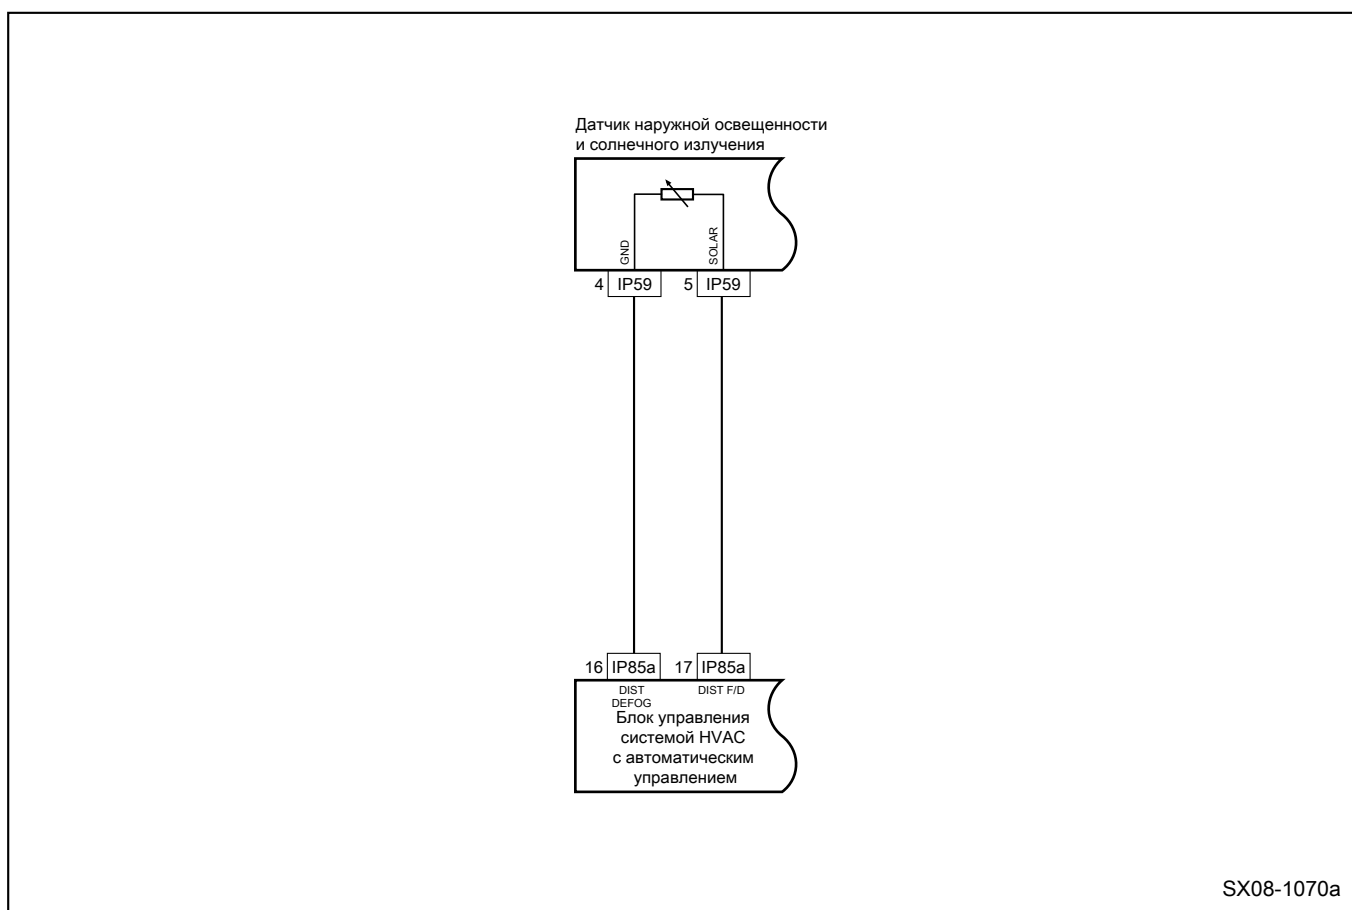 Датчик наружной освещенности
и солнечного излучения
GND
SOLAR
4 IP59 5 IP59
16 IP85a 17 IP85a
DIST
DEFOG
DIST F/D
Блок управления
системой HVAC
с автоматическим
управлением
SX08-1070a